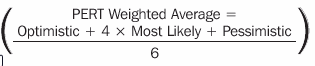 PERT Weighted Average =
Optimistic + 4 × Most Likely + Pessimistic
6